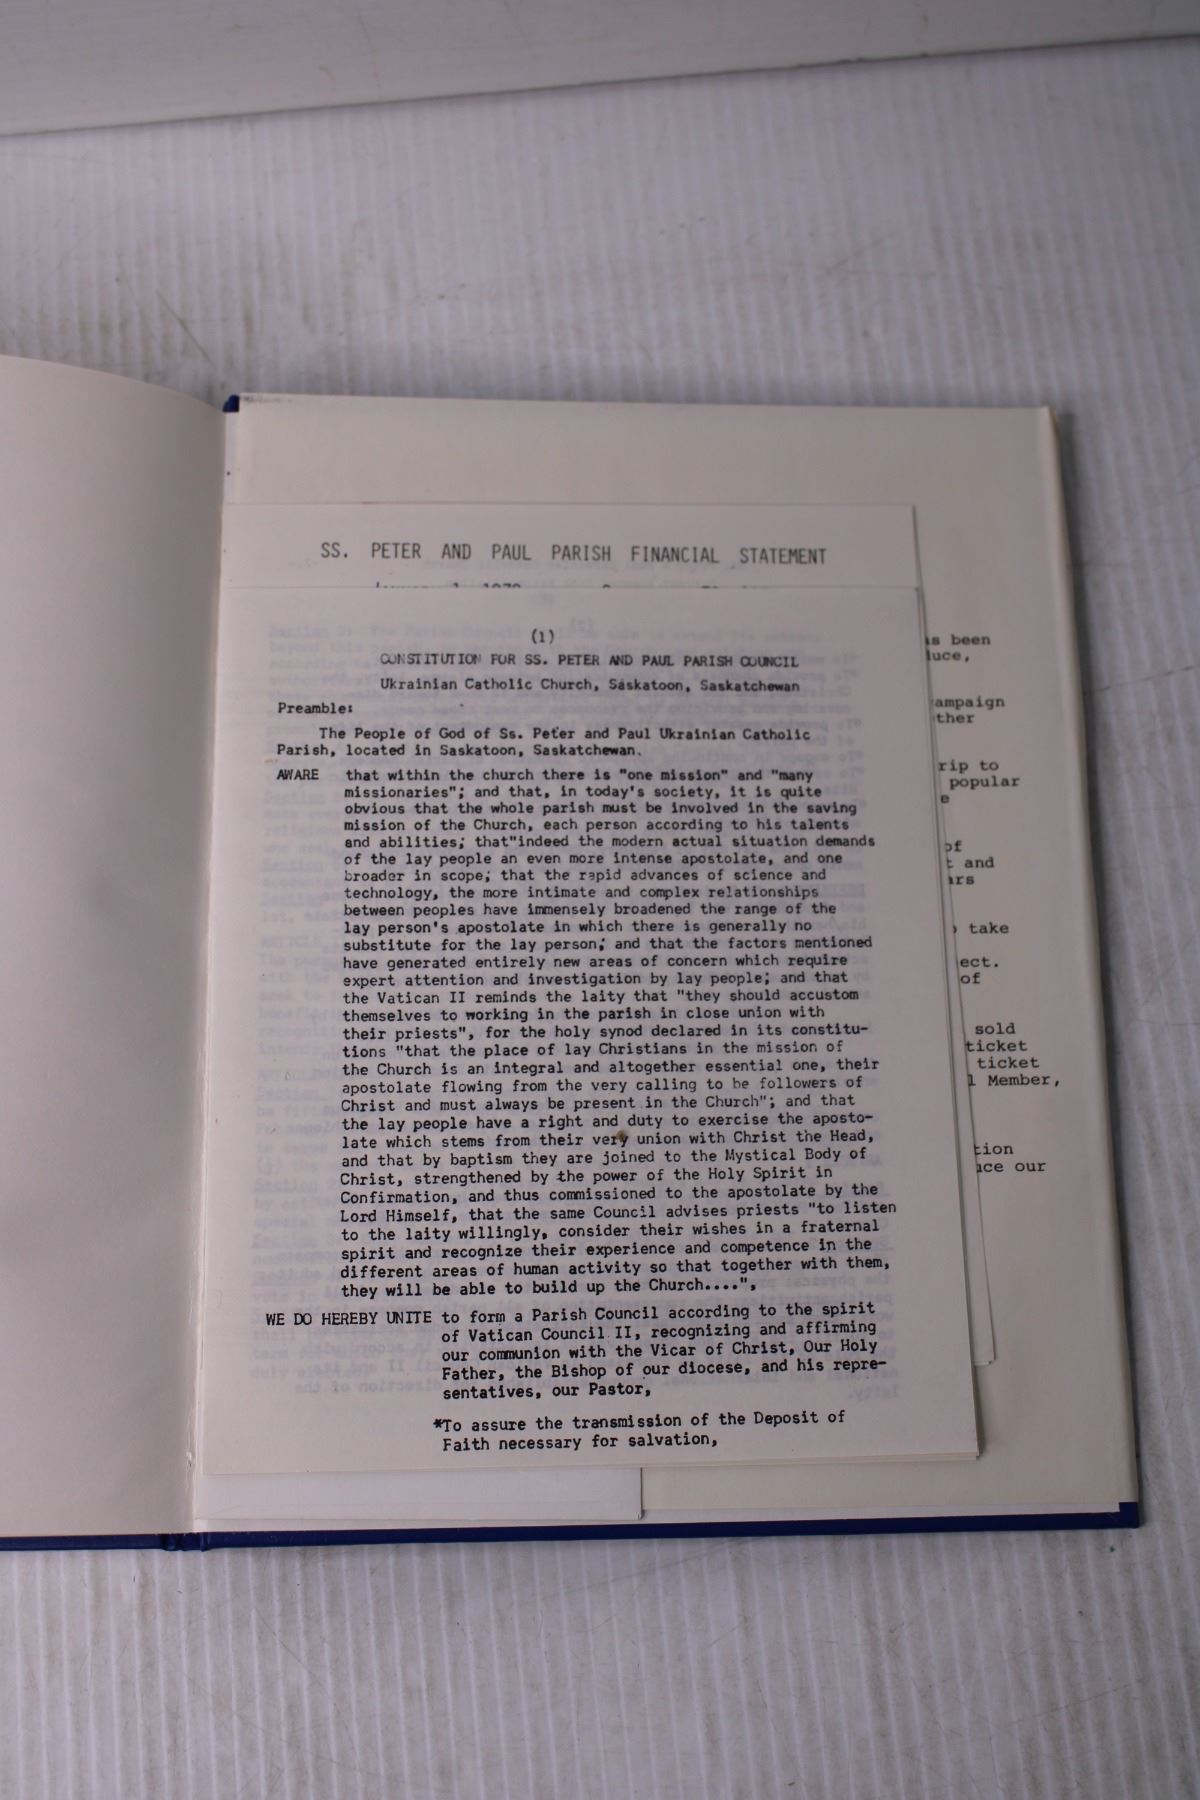 SS. PETER AND PAUL PARISH FINANCIAL STATEMENT
(1)
CONSTITUTION FOR SS. PETER AND PAUL PARISH COUNCIL
Ukrainian Catholic Church, Saskatoon, Saskatchewan
Preamble:
The People of God of Ss. Peter and Paul Ukrainian Catholic
Parish, located in Saskatoon, Saskatchewan.
AWARE that within the church there is "one mission" and "many
missionaries"; and that, in today's society, it is quite
obvious that the whole parish must be involved in the saving
mission of the Church, each person according to his talents
and abilities; that"indeed the modern actual situation demands
of the lay people an even more intense apostolate, and one
broader in scope; that the rapid advances of science and
technology, the more intimate and complex relationships
between peoples have immensely broadened the range of the
lay person's apostolate in which there is generally no
substitute for the lay person; and that the factors mentioned
have generated entirely new areas of concern which require
expert attention and investigation by lay people; and that
the Vatican II reminds the laity that "they should accustom
themselves to working in the parish in close union with
their priests", for the holy synod declared in its constitu-
tions "that the place of lay Christians in the mission of
the Church is an integral and altogether essential one, their
apostolate flowing from the very calling to be followers of
Christ and must always be present in the Church"; and that
the lay people have a right and duty to exercise the aposto-
late which stems from their very union with Christ the Head,
and that by baptism they are joined to the Mystical Body of
Christ, strengthened by the power of the Holy Spirit in
Confirmation, and thus commissioned to the apostolate by the
Lord Himself, that the same Council advises priests "to listen
to the laity willingly, consider their wishes in a fraternal
spirit and recognize their experience and competence in the
different areas of human activity so that together with them,
they will be able to build up the Church....",
WE DO HEREBY UNITE to form a Parish Council according to the spirit
of Vatican Council II, recognizing and affirming
our communion with the Vicar of Christ, Our Holy
Father, the Bishop of our diocese, and his repre-
sentatives, our Pastor,
*To assure the transmission of the Deposit of
Faith necessary for salvation,
been
popular
and
take
of
sold
ticket
ticket
Member,
our